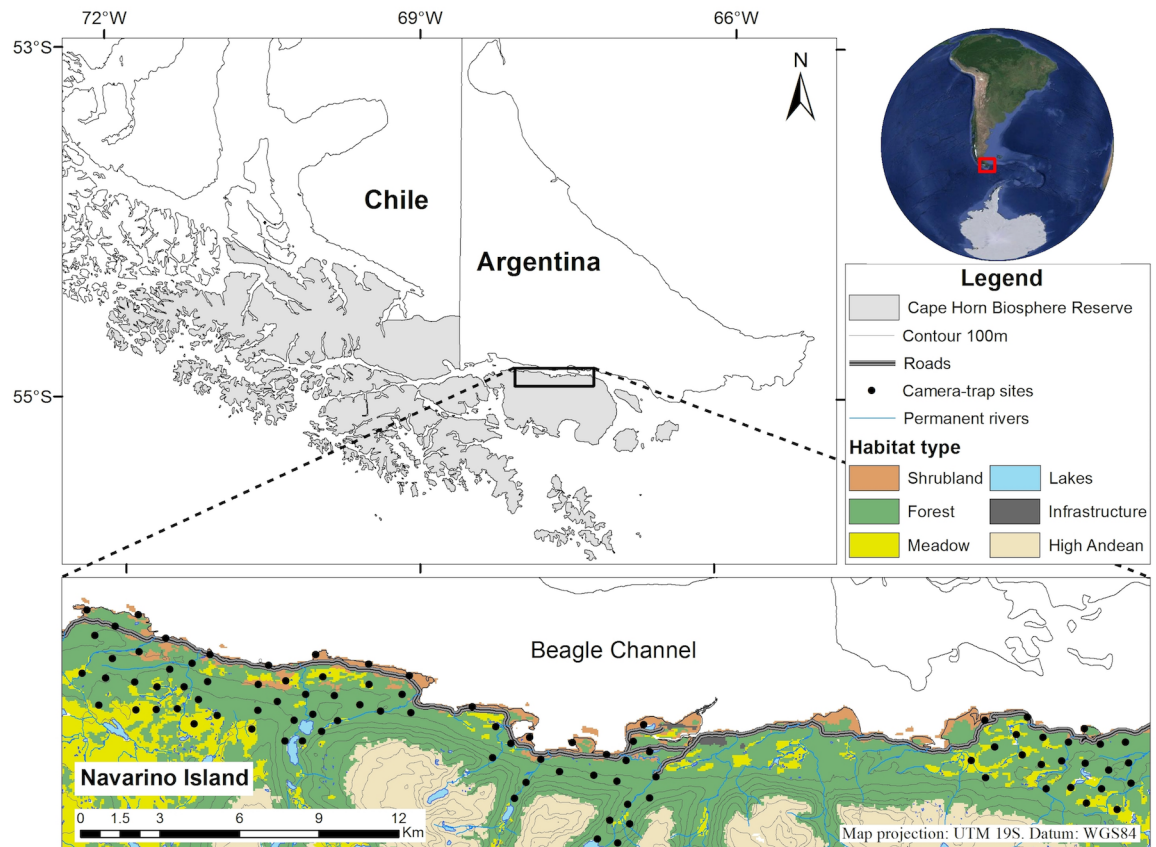 72°W 69°W 66°W
53°S
N
Chile
Argentina
55°S
Legend
Cape Horn Biosphere Reserve
Contour 100m
Roads
Camera-trap sites
Permanent rivers
Habitat type
Shrubland Lakes
Forest Infrastructure
Meadow High Andean
Beagle Channel
Navarino Island
0 1.5 3 6 9 12
Km
Map projection: UTM 19S. Datum: WGS84